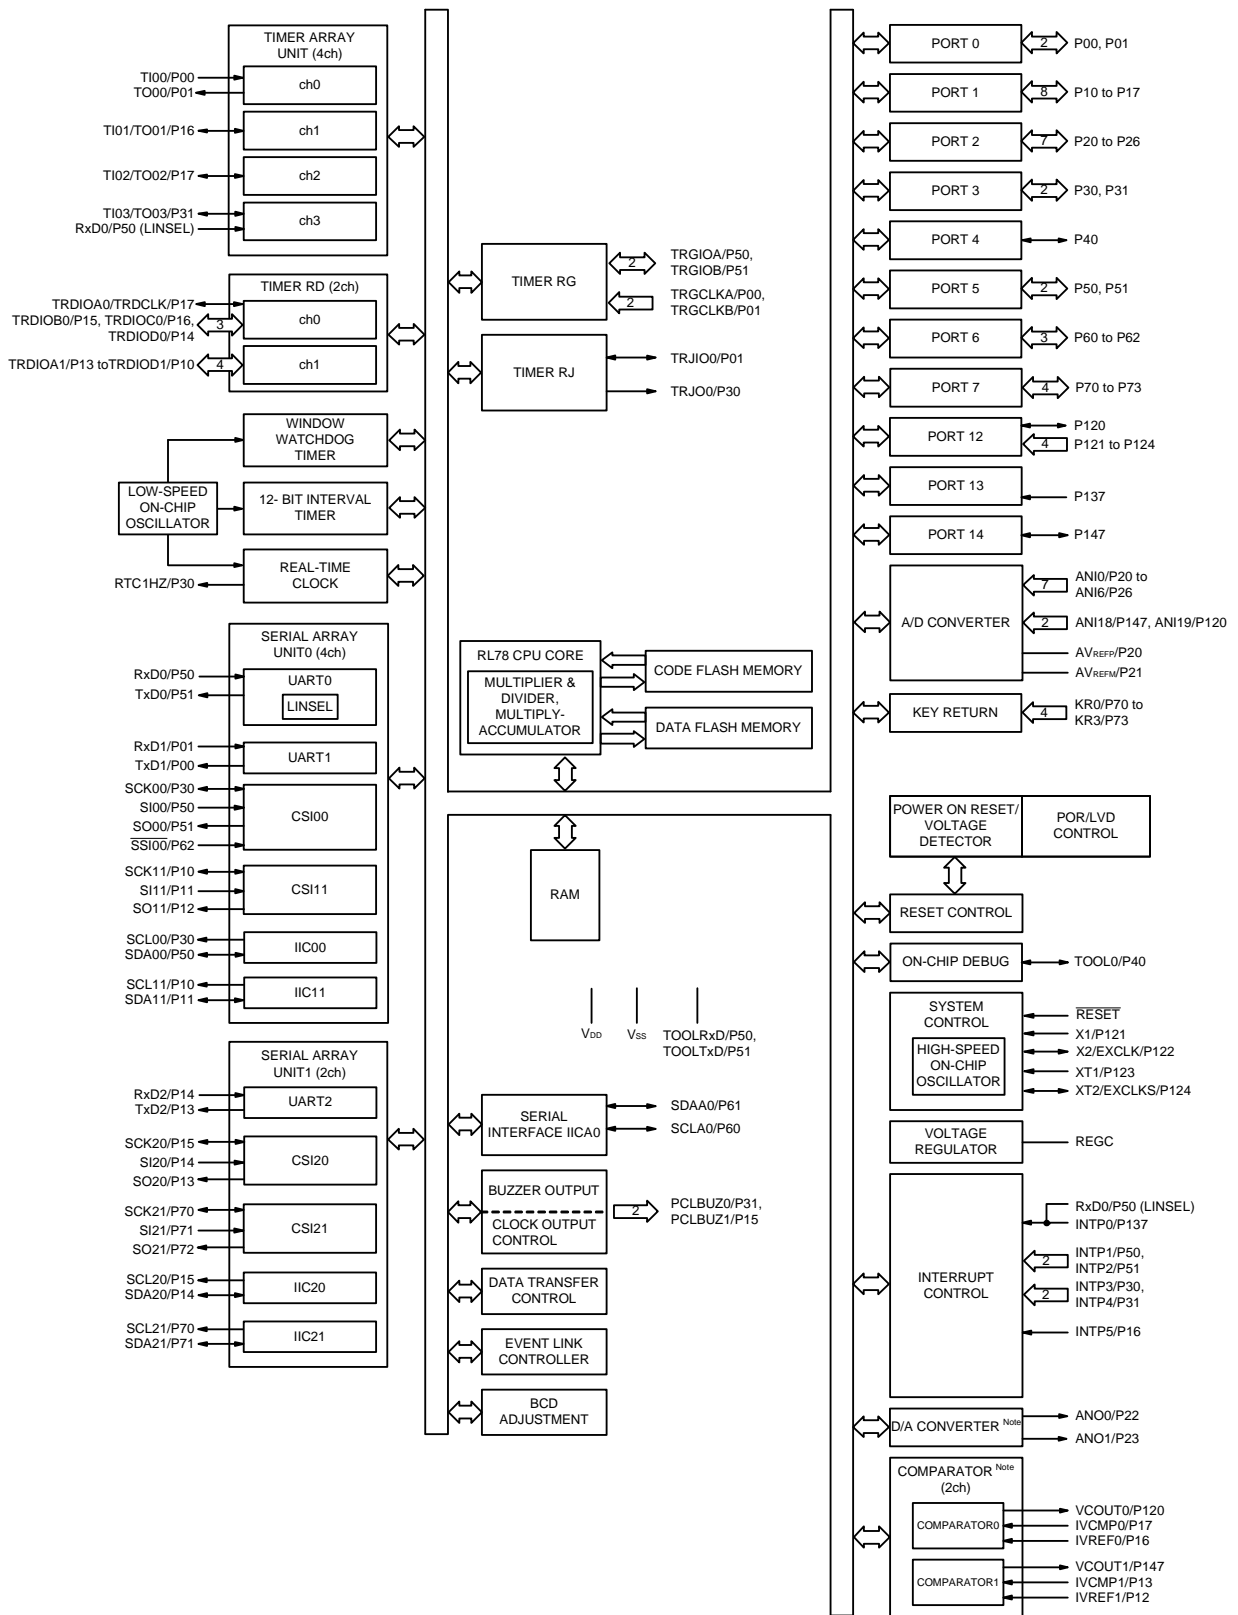 TIMER ARRAY
UNIT (4ch)
TI00/P00
TO00/P01
ch0
TI01/TO01/P16
ch1
TI02/TO02/P17
ch2
TI03/TO03/P31
RxD0/P50 (LINSEL)
ch3
TIMER RD (2ch)
TRDIOA0/TRDCLK/P17
TRDIOB0/P15, TRDIOC0/P16,
TRDIOD0/P14
3
ch0
TRDIOA1/P13 toTRDIOD1/P10
4
ch1
WINDOW
WATCHDOG
TIMER
LOW-SPEED
ON-CHIP
OSCILLATOR
12- BIT INTERVAL
TIMER
REAL-TIME
CLOCK
RTC1HZ/P30
SERIAL ARRAY
UNIT0 (4ch)
RxD0/P50
TxD0/P51
UART0
LINSEL
RxD1/P01
TxD1/P00
UART1
SCK00/P30
SI00/P50
SO00/P51
SSI00/P62
CSI00
SCK11/P10
SI11/P11
SO11/P12
CSI11
SCL00/P30
SDA00/P50
IIC00
SCL11/P10
SDA11/P11
IIC11
SERIAL ARRAY
UNIT1 (2ch)
RxD2/P14
TxD2/P13
UART2
SCK20/P15
SI20/P14
SO20/P13
CSI20
SCK21/P70
SI21/P71
SO21/P72
CSI21
SCL20/P15
SDA20/P14
IIC20
SCL21/P70
SDA21/P71
IIC21
TIMER RG
2
TRGIOA/P50,
TRGIOB/P51
2
TRGCLKA/P00,
TRGCLKB/P01
TIMER RJ
TRJIO0/P01
TRJO0/P30
RL78 CPU CORE
MULTIPLIER &
DIVIDER,
MULTIPLY-
ACCUMULATOR
CODE FLASH MEMORY
DATA FLASH MEMORY
RAM
VDD
VSS
TOOLRxD/P50,
TOOLTxD/P51
SERIAL
INTERFACE IICA0
SDAA0/P61
SCLA0/P60
BUZZER OUTPUT
CLOCK OUTPUT
CONTROL
2
PCLBUZ0/P31,
PCLBUZ1/P15
DATA TRANSFER
CONTROL
EVENT LINK
CONTROLLER
BCD
ADJUSTMENT
PORT 0
2
P00, P01
PORT 1
8
P10 to P17
PORT 2
7
P20 to P26
PORT 3
2
P30, P31
PORT 4
P40
PORT 5
2
P50, P51
PORT 6
3
P60 to P62
PORT 7
4
P70 to P73
PORT 12
P120
4
P121 to P124
PORT 13
P137
PORT 14
P147
A/D CONVERTER
7
ANI0/P20 to
ANI6/P26
2
ANI18/P147, ANI19/P120
AVREFP/P20
AVREFM/P21
KEY RETURN
4
KR0/P70 to
KR3/P73
POWER ON RESET/
VOLTAGE
DETECTOR
POR/LVD
CONTROL
RESET CONTROL
ON-CHIP DEBUG
TOOL0/P40
SYSTEM
CONTROL
HIGH-SPEED
ON-CHIP
OSCILLATOR
RESET
X1/P121
X2/EXCLK/P122
XT1/P123
XT2/EXCLKS/P124
VOLTAGE
REGULATOR
REGC
INTERRUPT
CONTROL
RxD0/P50 (LINSEL)
INTP0/P137
2
INTP1/P50,
INTP2/P51
2
INTP3/P30,
INTP4/P31
INTP5/P16
D/A CONVERTER Note
ANO0/P22
ANO1/P23
COMPARATOR Note
(2ch)
COMPARATOR0
VCOUT0/P120
IVCMP0/P17
IVREF0/P16
COMPARATOR1
VCOUT1/P147
IVCMP1/P13
IVREF1/P12